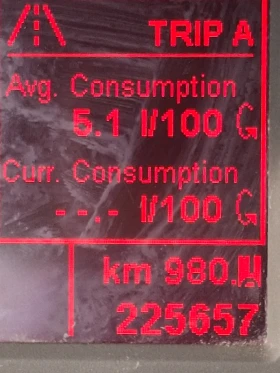 TRIP A
Avg. Consumption
5.1 l/100
Curr. Consumption
--.- l/100
km 980.
225657